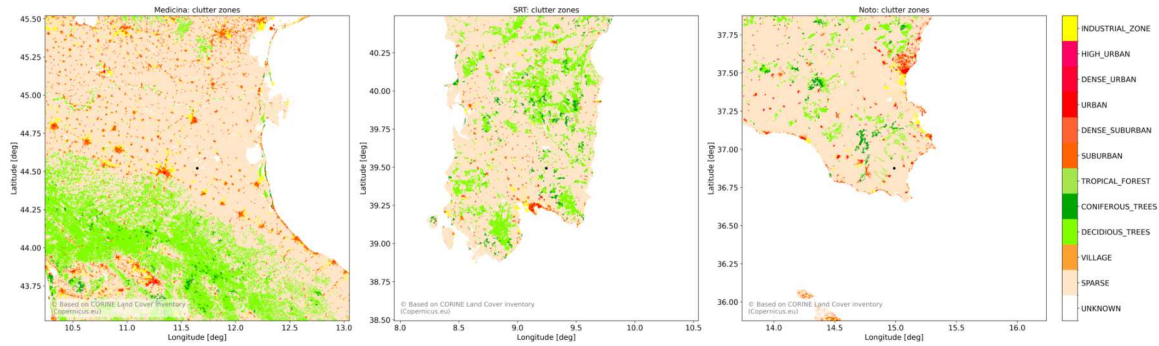 Medicina: clutter zones
45.50
45.25
45.00
44.75
44.50
44.25
44.00
43.75
Latitude [deg]
© Based on CORINE Land Cover Inventory
(Copernicus.eu)
10.5 11.0 11.5 12.0 12.5 13.0
Longitude [deg]
SRT: clutter zones
40.25
40.00
39.75
39.50
39.25
39.00
38.75
38.50
Latitude [deg]
© Based on CORINE Land Cover Inventory
(Copernicus.eu)
8.0 8.5 9.0 9.5 10.0 10.5
Longitude [deg]
Noto: clutter zones
37.75
37.50
37.25
37.00
36.75
36.50
36.25
36.00
Latitude [deg]
© Based on CORINE Land Cover Inventory
(Copernicus.eu)
14.0 14.5 15.0 15.5 16.0
Longitude [deg]
INDUSTRIAL_ZONE
HIGH_URBAN
DENSE_URBAN
URBAN
DENSE_SUBURBAN
SUBURBAN
TROPICAL_FOREST
CONIFEROUS_TREES
DECIDIOUS_TREES
VILLAGE
SPARSE
UNKNOWN